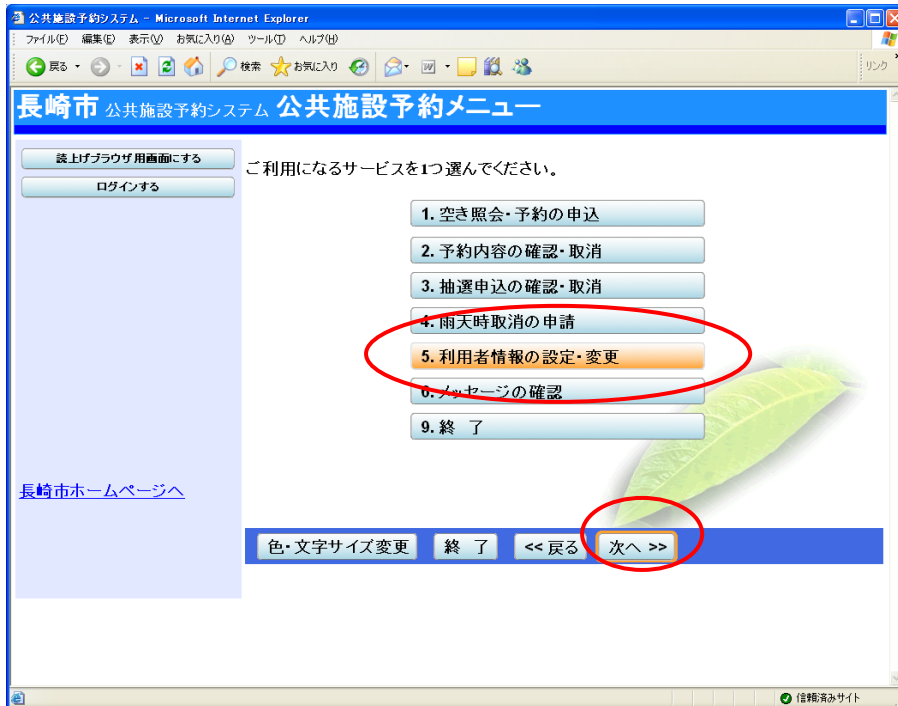 公共施設予約システム - Microsoft Internet Explorer
ファイル(F) 編集(E) 表示(V) お気に入り(A) ツール(T) ヘルプ(H)
戻る 検索 お気に入り リンク »
長崎市 公共施設予約システム 公共施設予約メニュー
読上げブラウザ用画面にする
ログインする
ご利用になるサービスを1つ選んでください。
1. 空き照会・予約の申込
2. 予約内容の確認・取消
3. 抽選申込の確認・取消
4. 雨天時取消の申請
5. 利用者情報の設定・変更
6. メッセージの確認
9. 終 了
長崎市ホームページへ
色・文字サイズ変更 終 了 << 戻る 次へ >>
信頼済みサイト